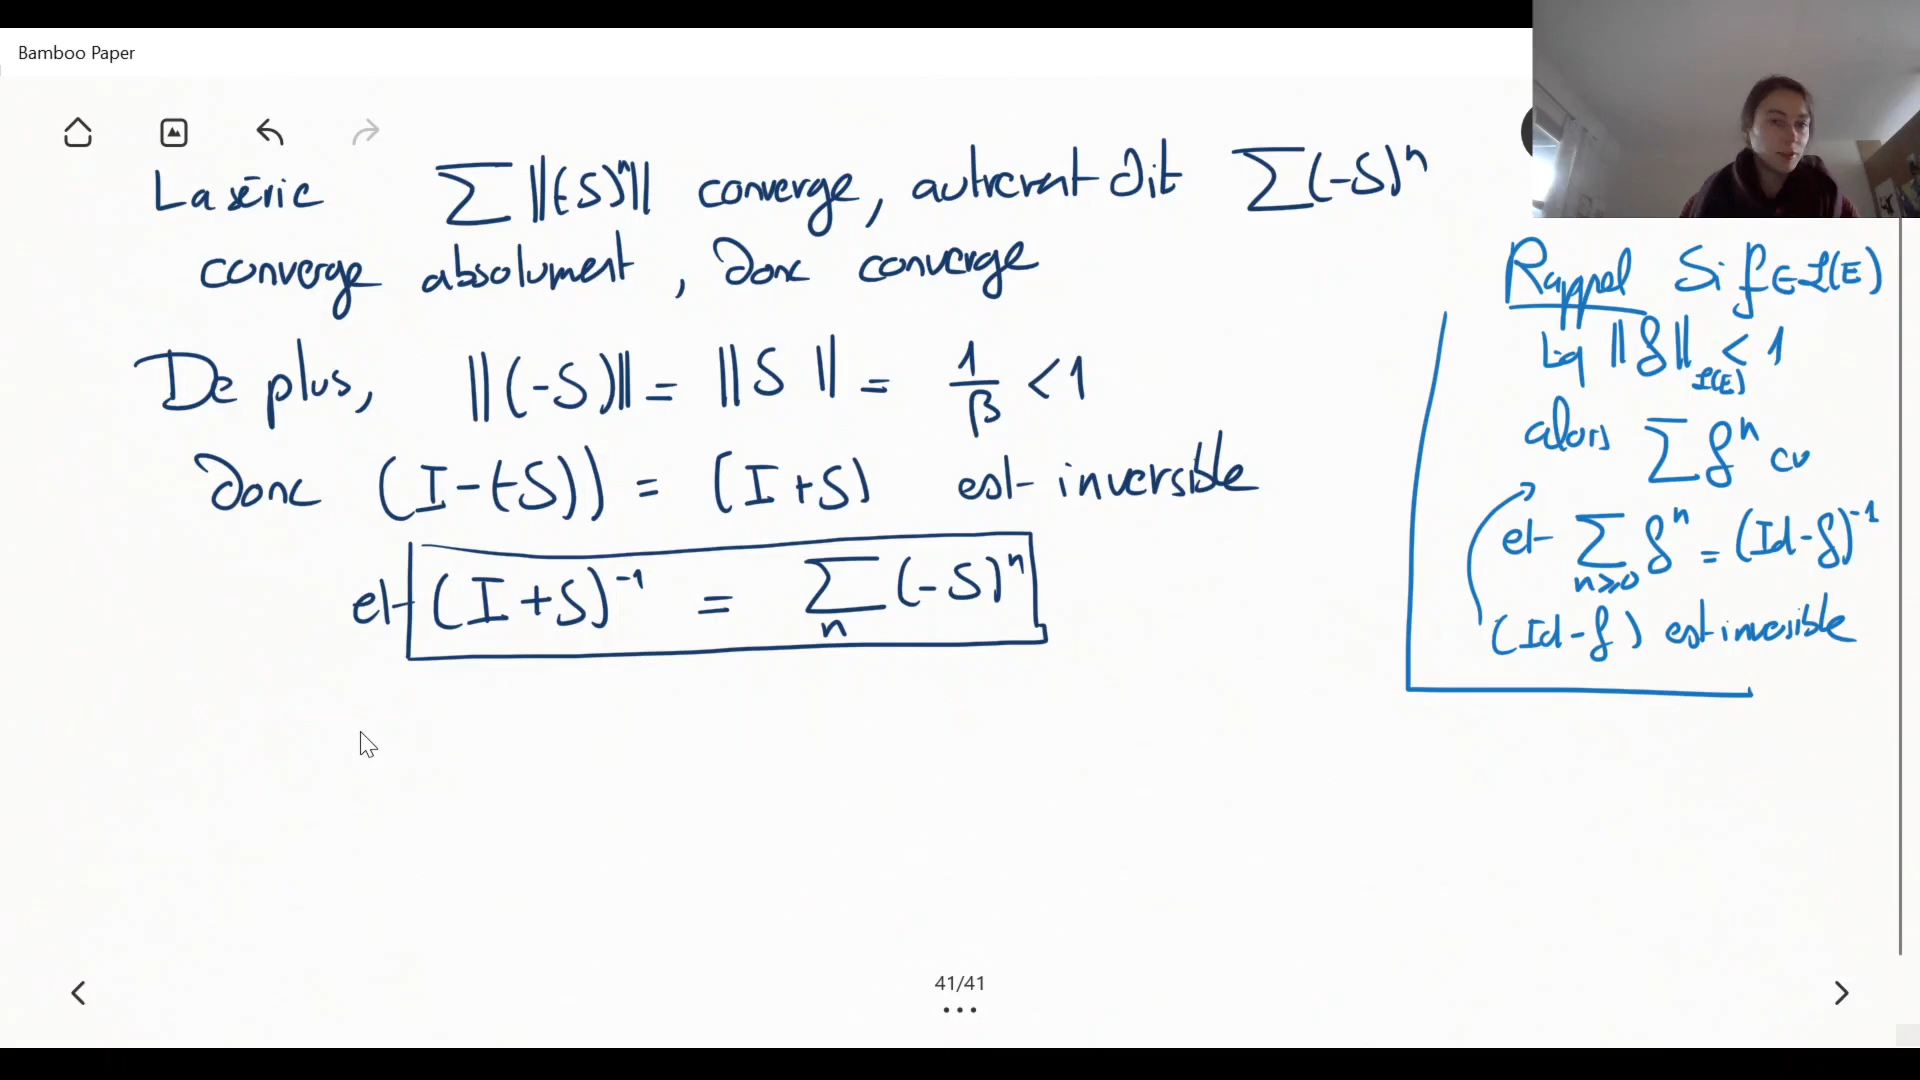 Bamboo Paper
La série ∑ ||(-S)ⁿ|| converge, autrement dit ∑(-S)ⁿ
converge absolument, donc converge
De plus, ||(-S)|| = ||S|| = 1/β < 1
donc (I-(-S)) = (I+S) est inversible
et (I+S)⁻¹ = ∑ₙ (-S)ⁿ
Rappel Si f ∈ ℒ(E)
tq ||f||_ℒ(E) < 1
alors ∑ fⁿ cv
et ∑_{n≥0} fⁿ = (Id-f)⁻¹
(Id-f) est inversible
41/41